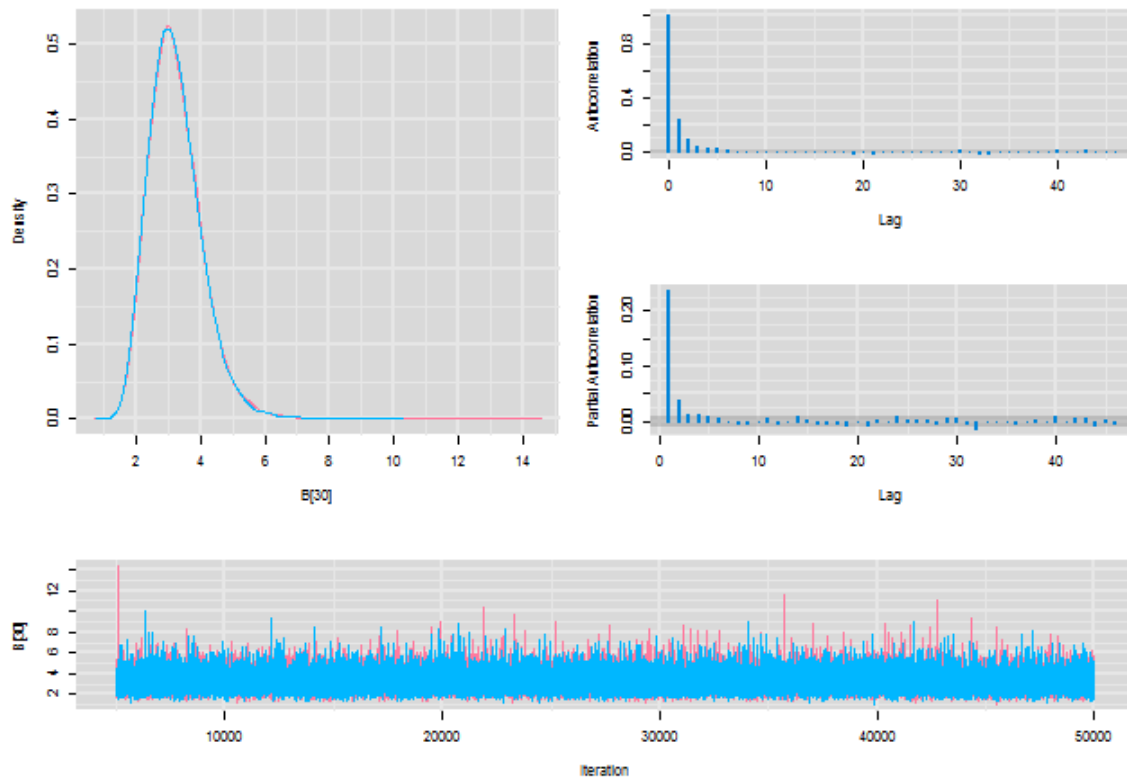 Density
0.0 0.1 0.2 0.3 0.4 0.5
2 4 6 8 10 12 14
B[30]
Autocorrelation
0.0 0.4 0.8
0 10 20 30 40
Lag
Partial Autocorrelation
0.00 0.10 0.20
0 10 20 30 40
Lag
B[30]
2 4 6 8 12
10000 20000 30000 40000 50000
Iteration